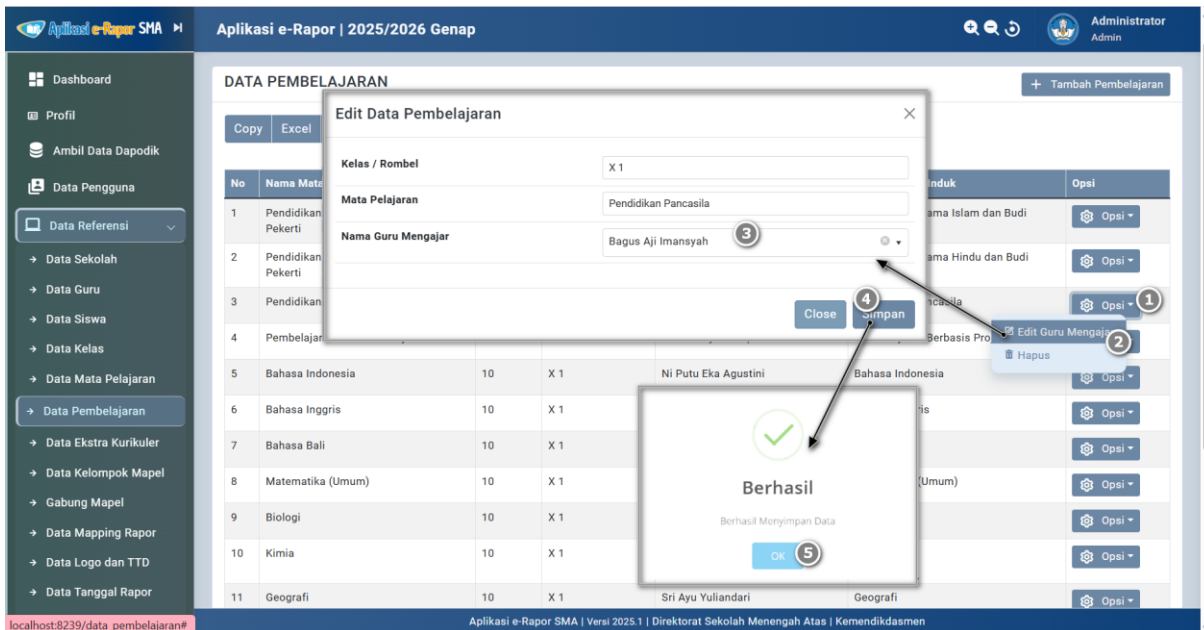 Aplikasi e-Rapor SMA
Aplikasi e-Rapor | 2025/2026 Genap
Administrator
Admin
Dashboard
Profil
Ambil Data Dapodik
Data Pengguna
Data Referensi
Data Sekolah
Data Guru
Data Siswa
Data Kelas
Data Mata Pelajaran
Data Pembelajaran
Data Ekstra Kurikuler
Data Kelompok Mapel
Gabung Mapel
Data Mapping Rapor
Data Logo dan TTD
Data Tanggal Rapor
localhost:8239/data_pembelajaran#
DATA PEMBELAJARAN
+ Tambah Pembelajaran
Copy Excel
No Nama Mata Induk Opsi
1 Pendidikan Pekerti ama Islam dan Budi Opsi
2 Pendidikan Pekerti ama Hindu dan Budi Opsi
3 Pendidikan Opsi 1
4 Pembelajar Berbasis Pro
5 Bahasa Indonesia 10 X 1 Ni Putu Eka Agustini Bahasa Indonesia Opsi
6 Bahasa Inggris 10 X 1 Opsi
7 Bahasa Bali 10 X 1 Opsi
8 Matematika (Umum) 10 X 1 (Umum) Opsi
9 Biologi 10 X 1 Opsi
10 Kimia 10 X 1 Opsi
11 Geografi 10 X 1 Sri Ayu Yuliandari Geografi Opsi
Edit Data Pembelajaran
Kelas / Rombel X 1
Mata Pelajaran Pendidikan Pancasila
Nama Guru Mengajar Bagus Aji Imansyah 3
Close Simpan 4
Edit Guru Mengaja 2
Hapus
Berhasil
Berhasil Menyimpan Data
OK 5
Aplikasi e-Rapor SMA | Versi 2025.1 | Direktorat Sekolah Menengah Atas | Kemendikdasmen